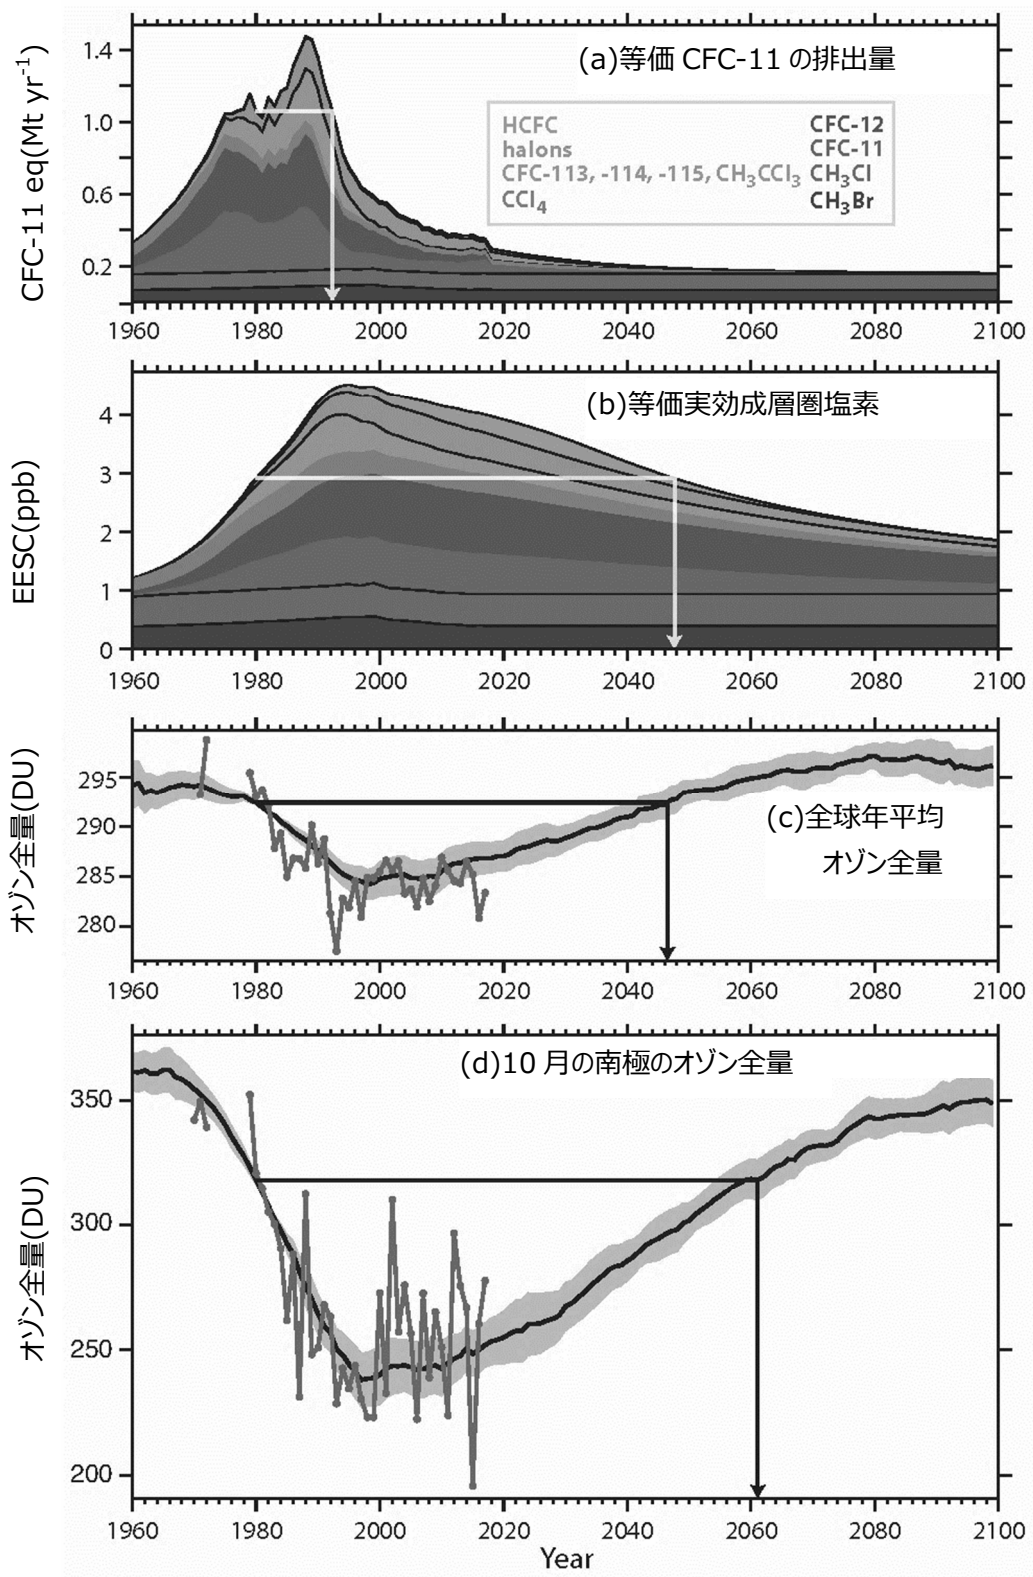 (a)等価 CFC-11 の排出量
CFC-11 eq(Mt yr-1)
1.4
1.0
0.6
0.2
HCFC CFC-12
halons CFC-11
CFC-113, -114, -115, CH3CCl3 CH3Cl
CCl4 CH3Br
1960 1980 2000 2020 2040 2060 2080 2100
(b)等価実効成層圏塩素
EESC(ppb)
4
3
2
1
0
1960 1980 2000 2020 2040 2060 2080 2100
(c)全球年平均
オゾン全量
オゾン全量(DU)
295
290
285
280
1960 1980 2000 2020 2040 2060 2080 2100
(d)10 月の南極のオゾン全量
オゾン全量(DU)
350
300
250
200
1960 1980 2000 2020 2040 2060 2080 2100
Year